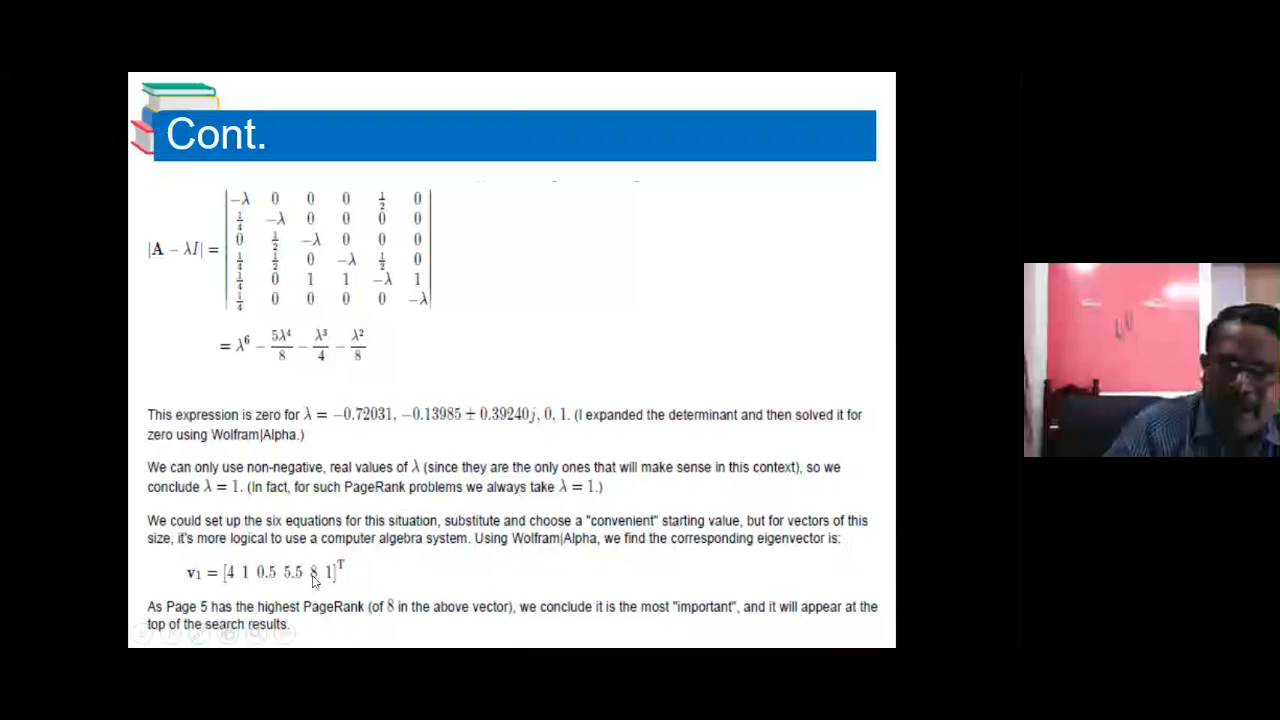 Cont.
−λ 0 0 0 1/2 0
1/4 −λ 0 0 0 0
0 1/2 −λ 0 0 0
|A − λI| = 1/4 1/2 0 −λ 1/2 0
1/4 0 1 1 −λ 1
1/4 0 0 0 0 −λ
= λ⁶ − 5λ⁴/8 − λ³/4 − λ²/8
This expression is zero for λ = −0.72031, −0.13985 ± 0.39240j, 0, 1. (I expanded the determinant and then solved it for
zero using Wolfram|Alpha.)
We can only use non-negative, real values of λ (since they are the only ones that will make sense in this context), so we
conclude λ = 1. (In fact, for such PageRank problems we always take λ = 1.)
We could set up the six equations for this situation, substitute and choose a "convenient" starting value, but for vectors of this
size, it's more logical to use a computer algebra system. Using Wolfram|Alpha, we find the corresponding eigenvector is:
v₁ = [4 1 0.5 5.5 8 1]ᵀ
As Page 5 has the highest PageRank (of 8 in the above vector), we conclude it is the most "important", and it will appear at the
top of the search results.